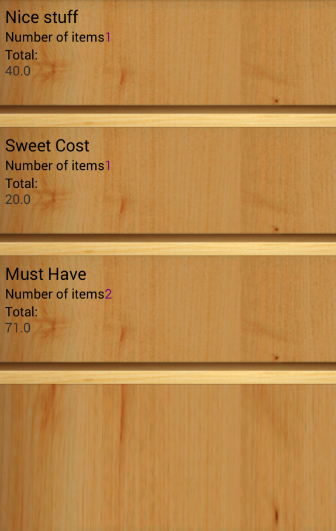 Nice stuff
Number of items1
Total:
40.0
Sweet Cost
Number of items1
Total:
20.0
Must Have
Number of items2
Total:
71.0